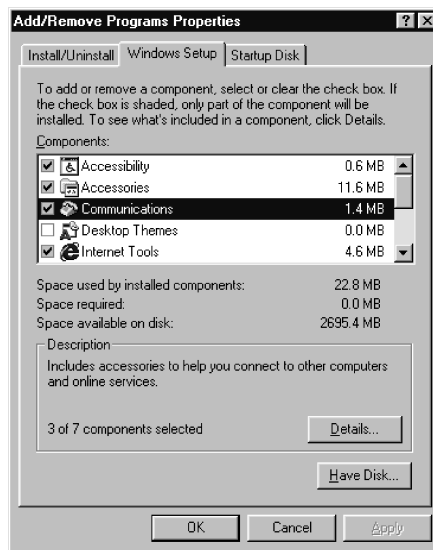 Add/Remove Programs Properties
Install/Uninstall Windows Setup Startup Disk
To add or remove a component, select or clear the check box. If
the check box is shaded, only part of the component will be
installed. To see what's included in a component, click Details.
Components:
Accessibility 0.6 MB
Accessories 11.6 MB
Communications 1.4 MB
Desktop Themes 0.0 MB
Internet Tools 4.6 MB
Space used by installed components: 22.8 MB
Space required: 0.0 MB
Space available on disk: 2695.4 MB
Description
Includes accessories to help you connect to other computers
and online services.
3 of 7 components selected Details...
Have Disk...
OK Cancel Apply